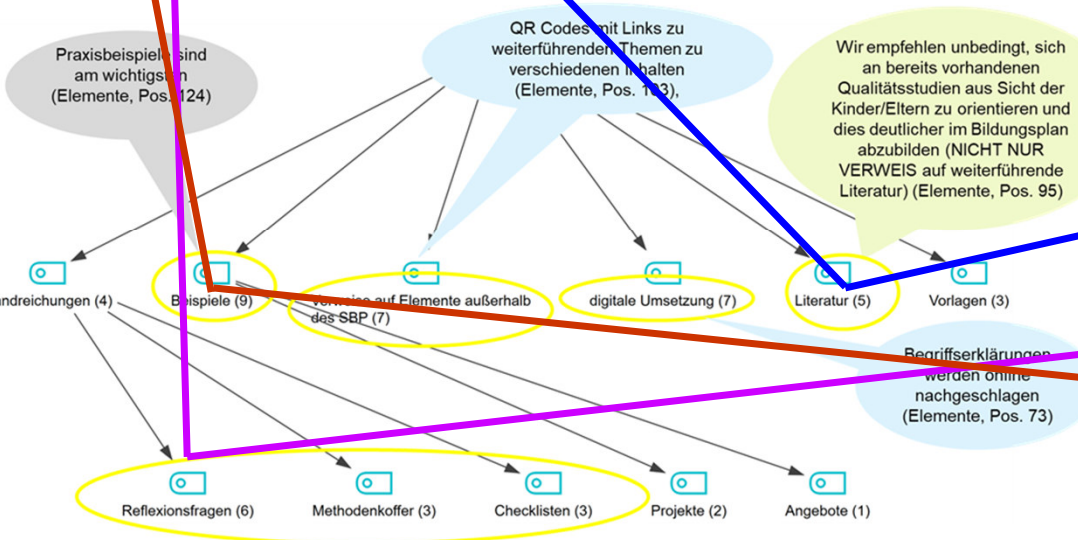 Praxisbeispiele sind
am wichtigsten
(Elemente, Pos. 124)
QR Codes mit Links zu
weiterführenden Themen zu
verschiedenen Inhalten
(Elemente, Pos. 103),
Wir empfehlen unbedingt, sich
an bereits vorhandenen
Qualitätsstudien aus Sicht der
Kinder/Eltern zu orientieren und
dies deutlicher im Bildungsplan
abzubilden (NICHT NUR
VERWEIS auf weiterführende
Literatur) (Elemente, Pos. 95)
ndreichungen (4)
Beispiele (9)
Verweise auf Elemente außerhalb
des SBP (7)
digitale Umsetzung (7)
Literatur (5)
Vorlagen (3)
Begriffserklärungen
werden online
nachgeschlagen
(Elemente, Pos. 73)
Reflexionsfragen (6)
Methodenkoffer (3)
Checklisten (3)
Projekte (2)
Angebote (1)